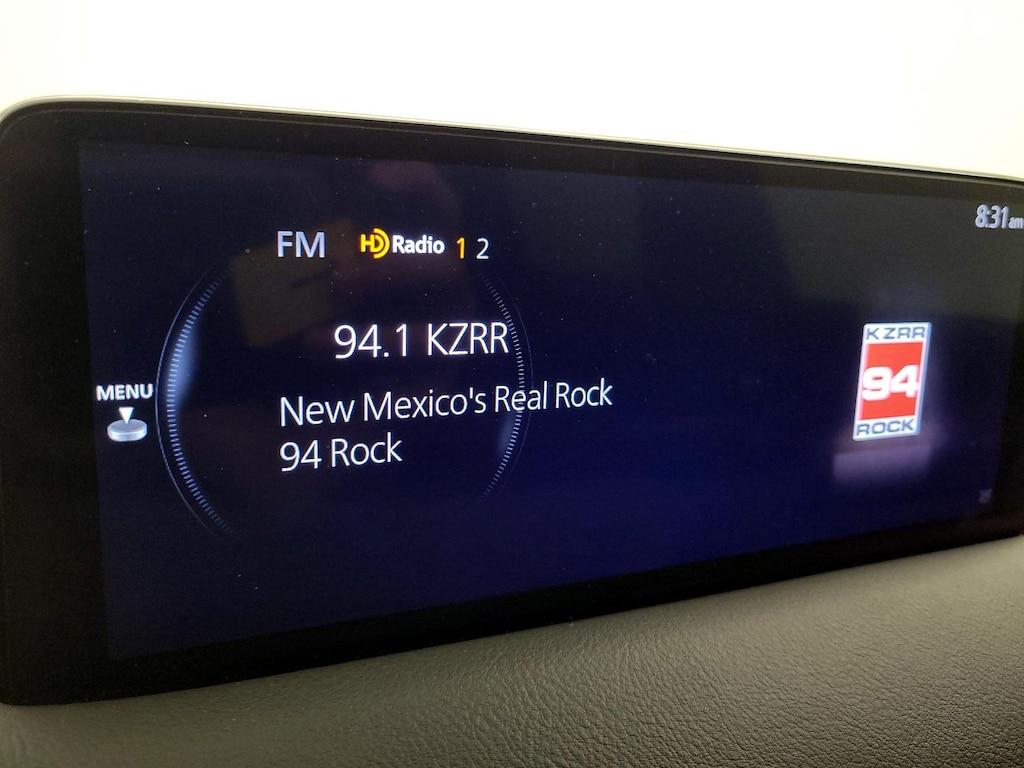 8:31am
FM HD Radio 1 2
94.1 KZRR
MENU
New Mexico's Real Rock
94 Rock
KZRR
94
ROCK